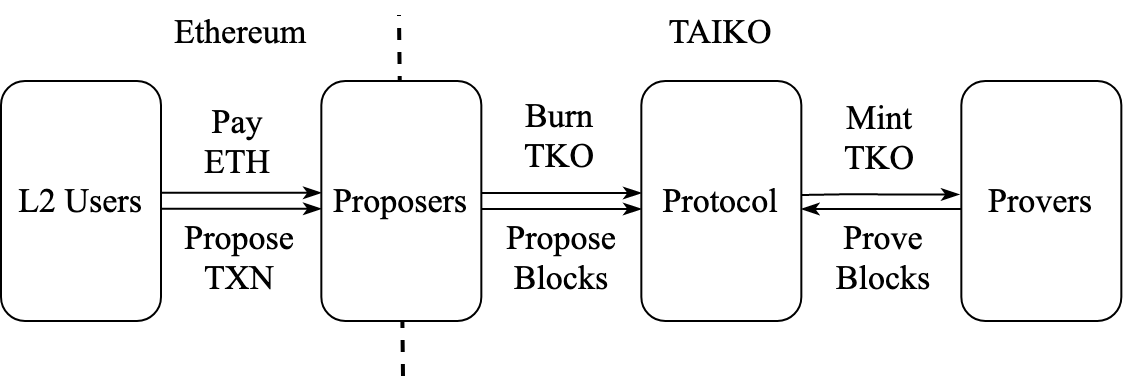 Ethereum
TAIKO
L2 Users
Pay
ETH
Propose
TXN
Proposers
Burn
TKO
Propose
Blocks
Protocol
Mint
TKO
Prove
Blocks
Provers